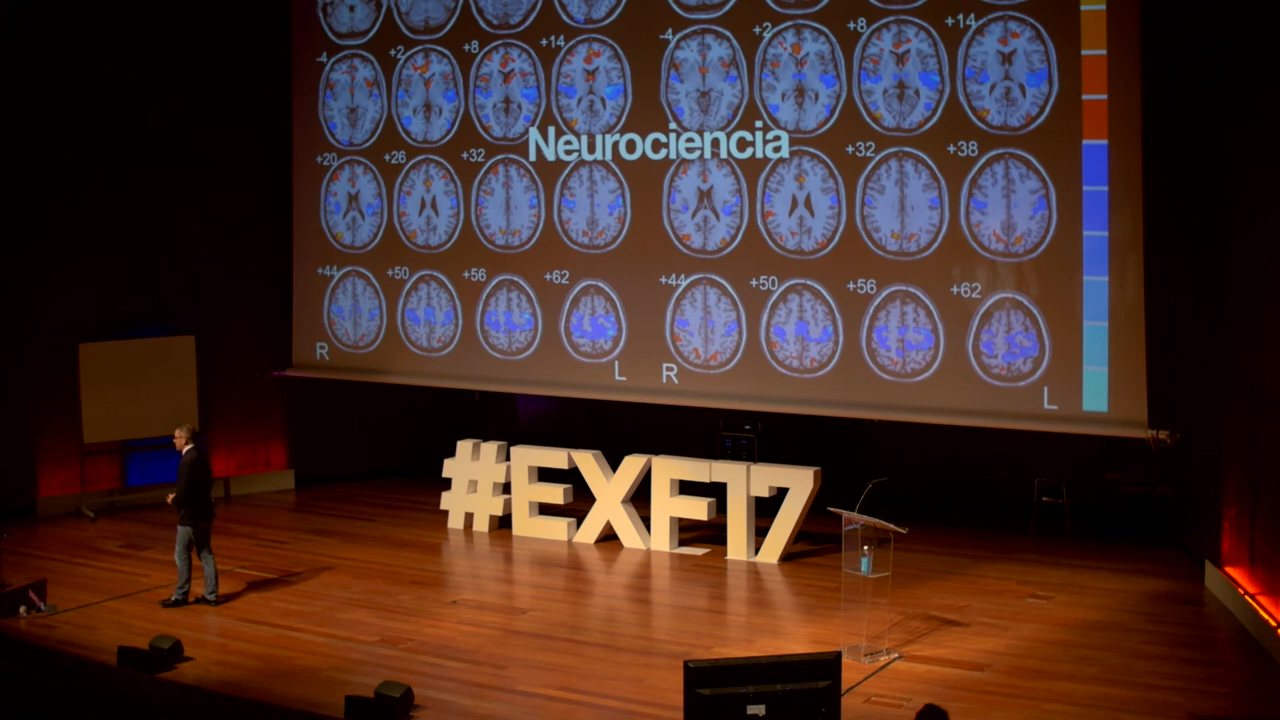 -4 +2 +8 +14 -4 +2 +8 +14
Neurociencia
+20 +26 +32 +32 +38
+44 +50 +56 +62 +44 +50 +56 +62
R L R L
#EXF17